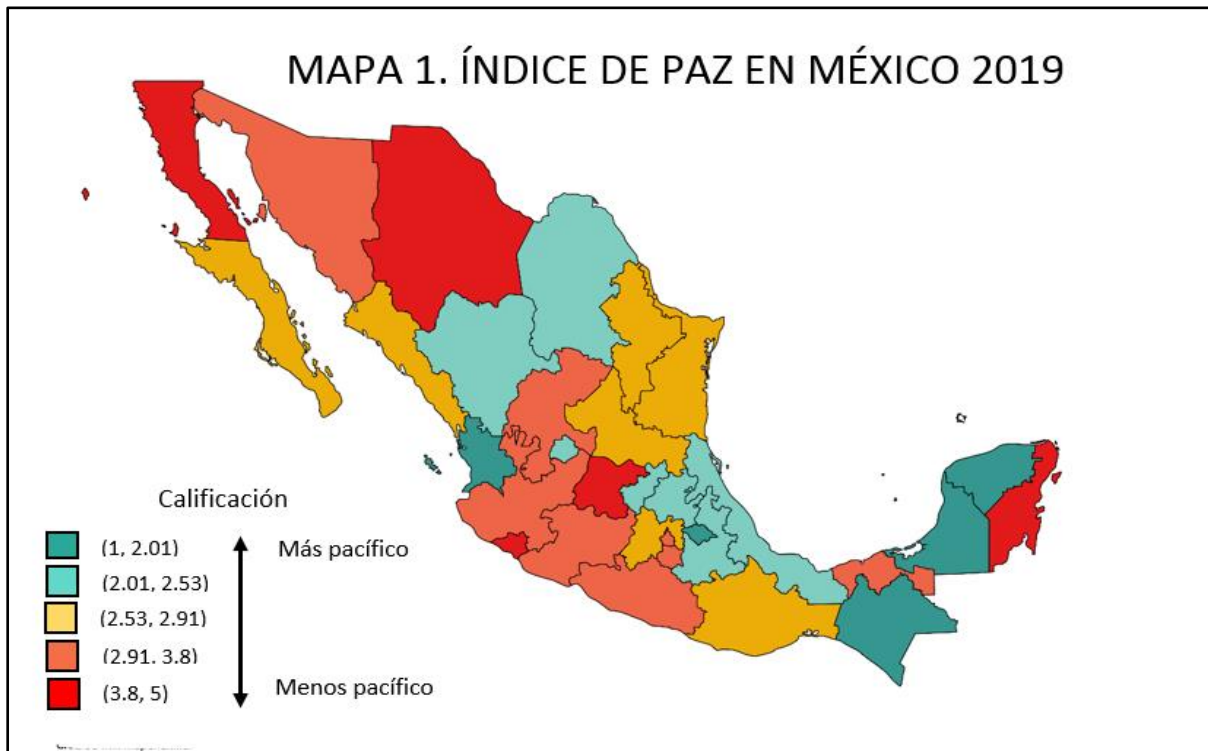 MAPA 1. ÍNDICE DE PAZ EN MÉXICO 2019
Calificación
(1, 2.01)
Más pacífico
(2.01, 2.53)
(2.53, 2.91)
(2.91. 3.8)
(3.8, 5)
Menos pacífico